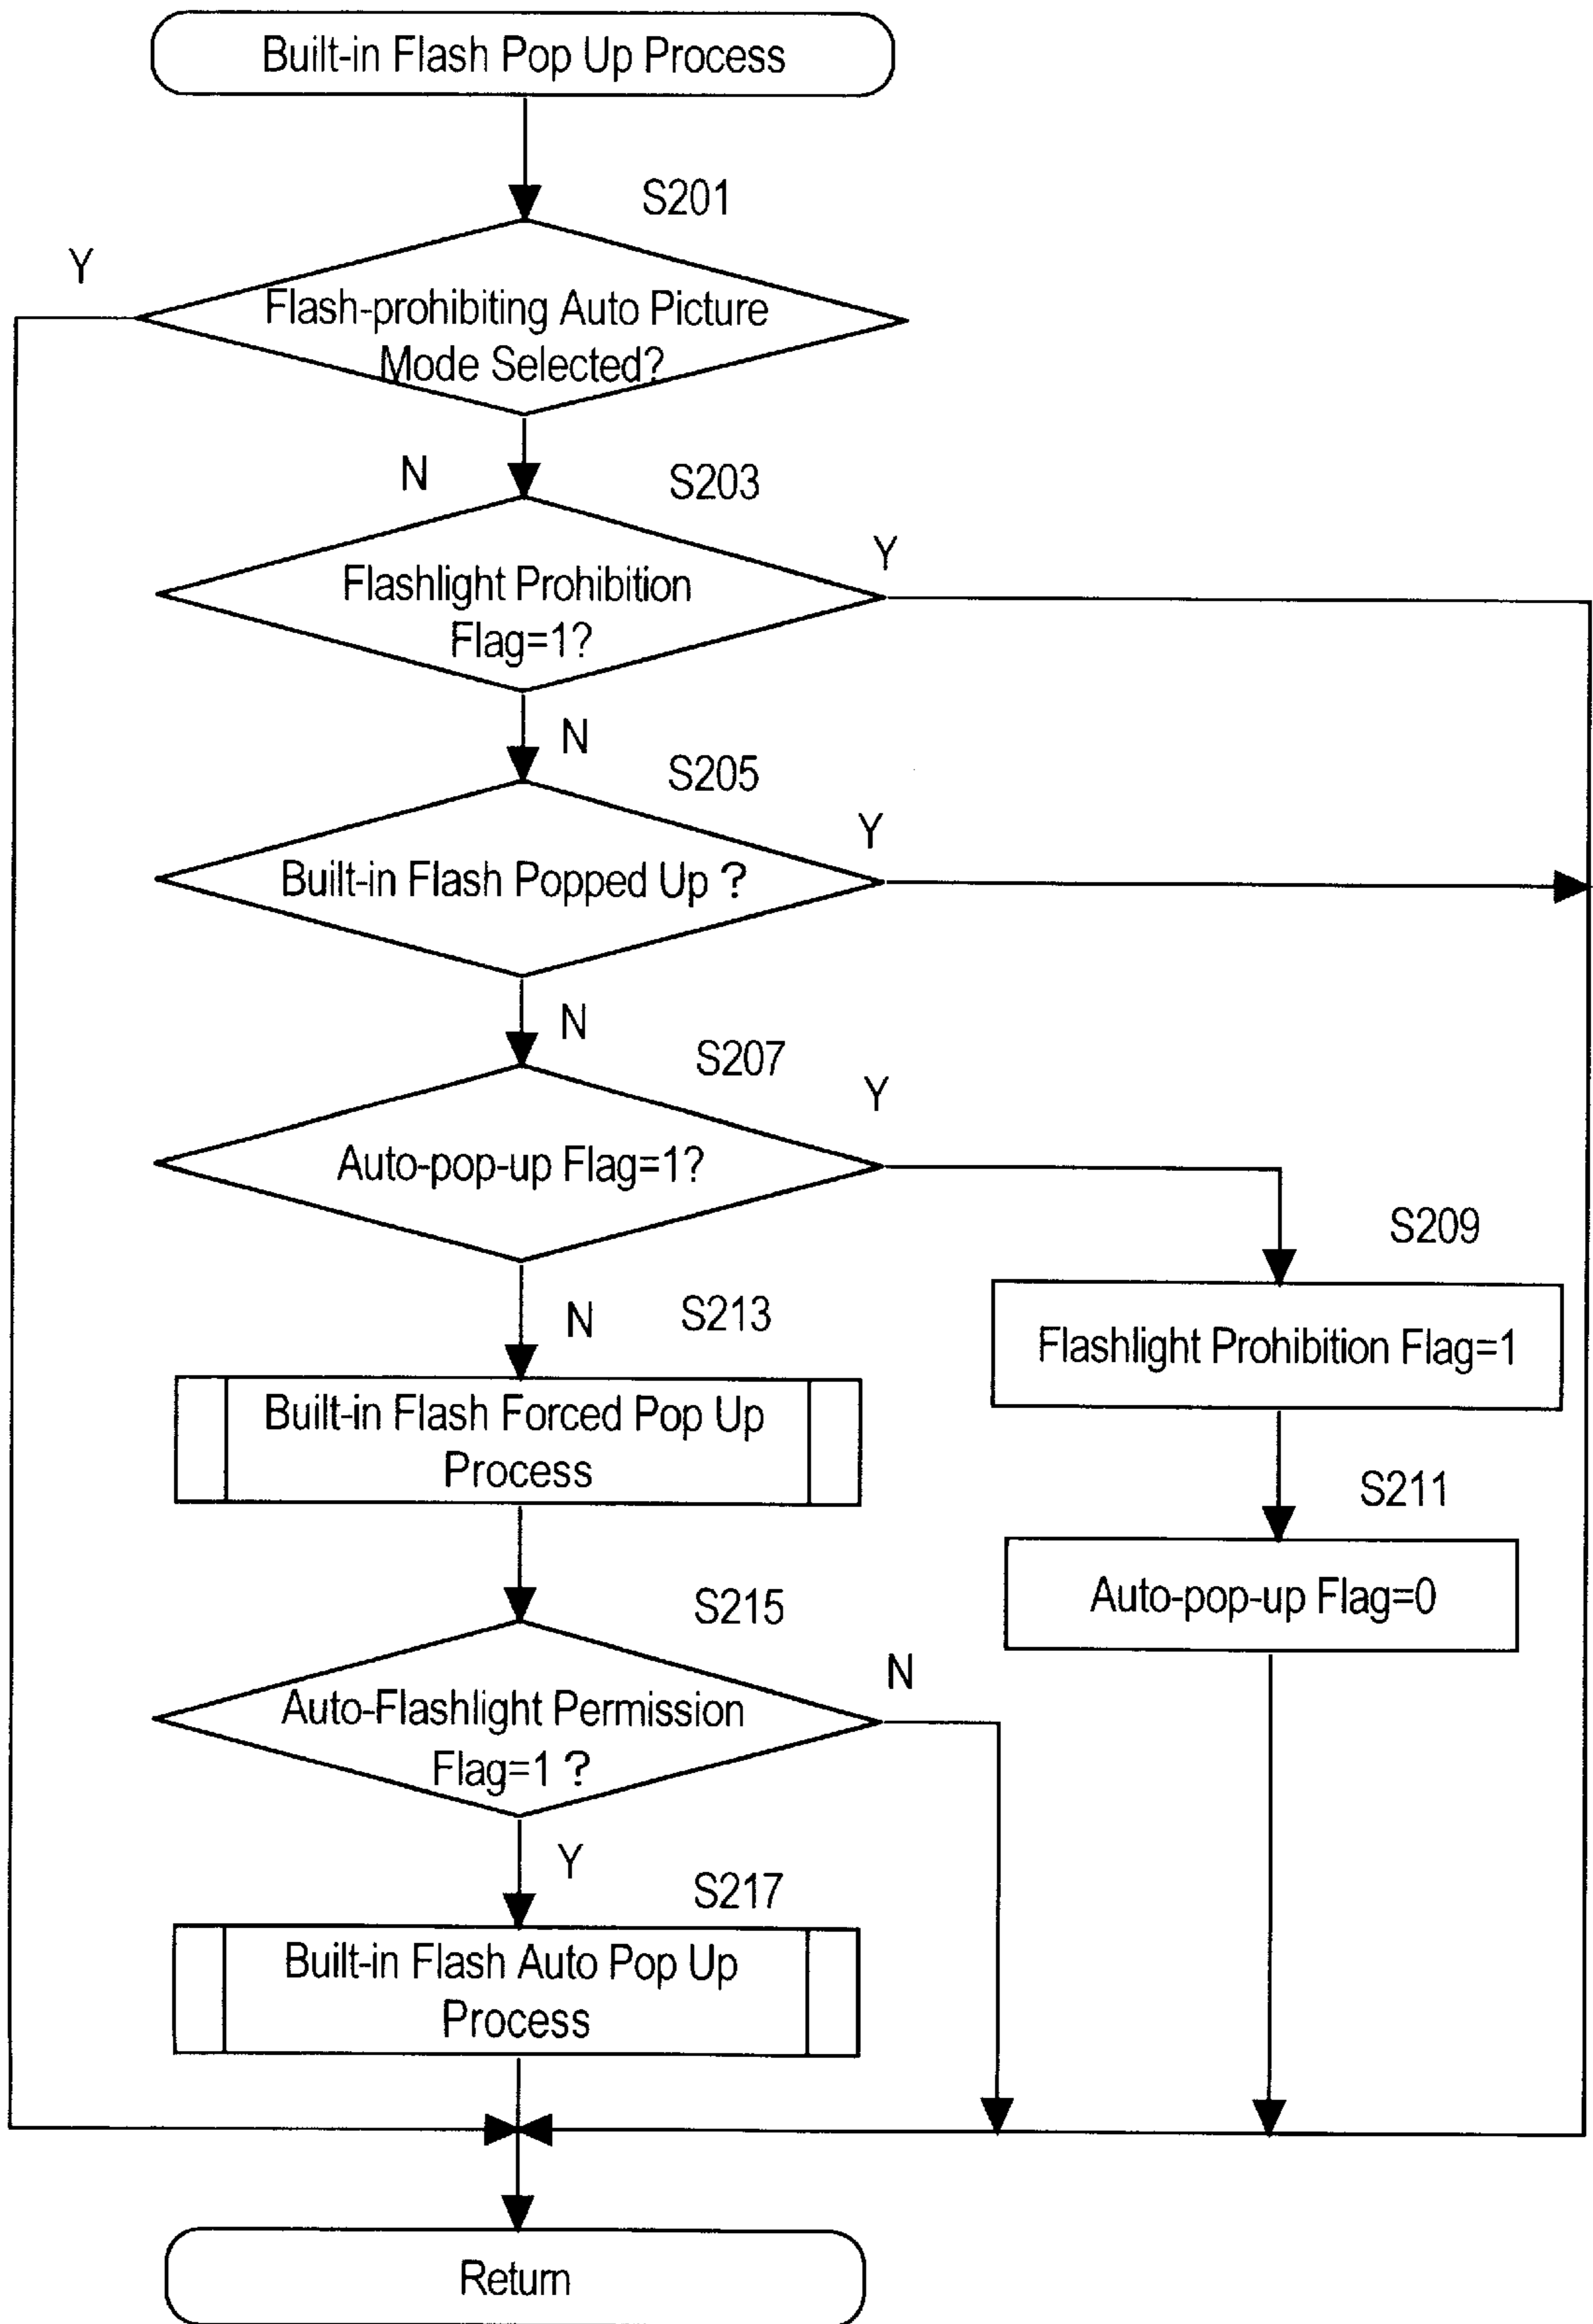 Built-in Flash Pop Up Process
S201
Y
Flash-prohibiting Auto Picture
Mode Selected?
N
S203
Y
Flashlight Prohibition
Flag=1?
N
S205
Y
Built-in Flash Popped Up ?
N
S207
Y
Auto-pop-up Flag=1?
S209
Flashlight Prohibition Flag=1
N
S213
Built-in Flash Forced Pop Up
Process
S211
Auto-pop-up Flag=0
S215
N
Auto-Flashlight Permission
Flag=1 ?
Y
S217
Built-in Flash Auto Pop Up
Process
Return